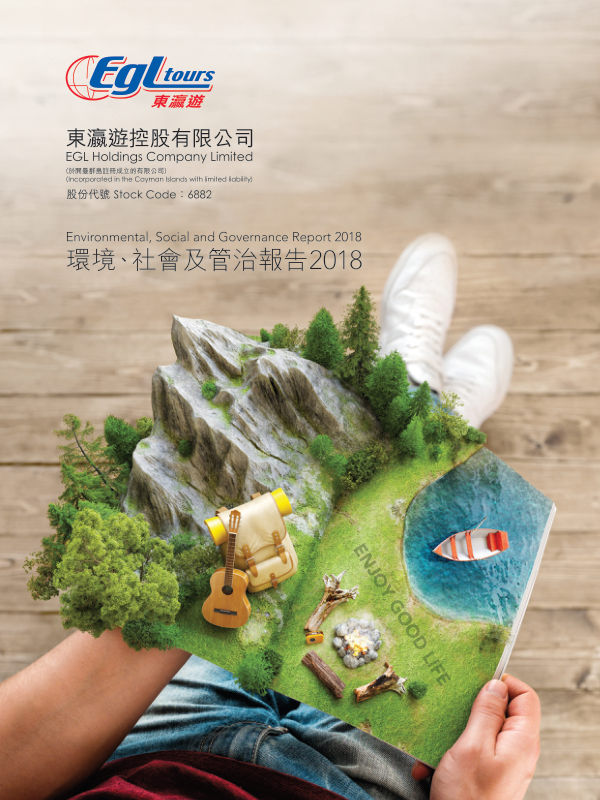 EGL tours
東瀛遊
東瀛遊控股有限公司
EGL Holdings Company Limited
(於開曼群島註冊成立的有限公司)
(Incorporated in the Cayman Islands with limited liability)
股份代號 Stock Code：6882
Environmental, Social and Governance Report 2018
環境、社會及管治報告2018
ENJOY GOOD LIFE